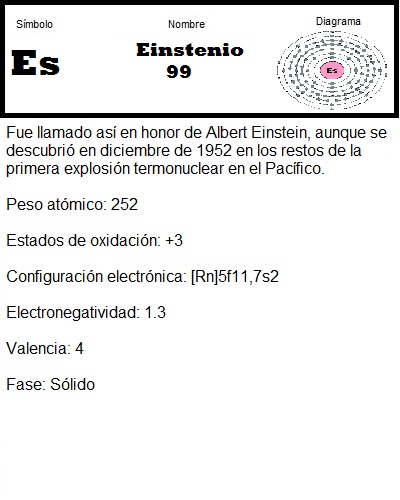 Símbolo
Nombre
Diagrama
Es
Einstenio
99
Es
Fue llamado así en honor de Albert Einstein, aunque se
descubrió en diciembre de 1952 en los restos de la
primera explosión termonuclear en el Pacífico.
Peso atómico: 252
Estados de oxidación: +3
Configuración electrónica: [Rn]5f11,7s2
Electronegatividad: 1.3
Valencia: 4
Fase: Sólido